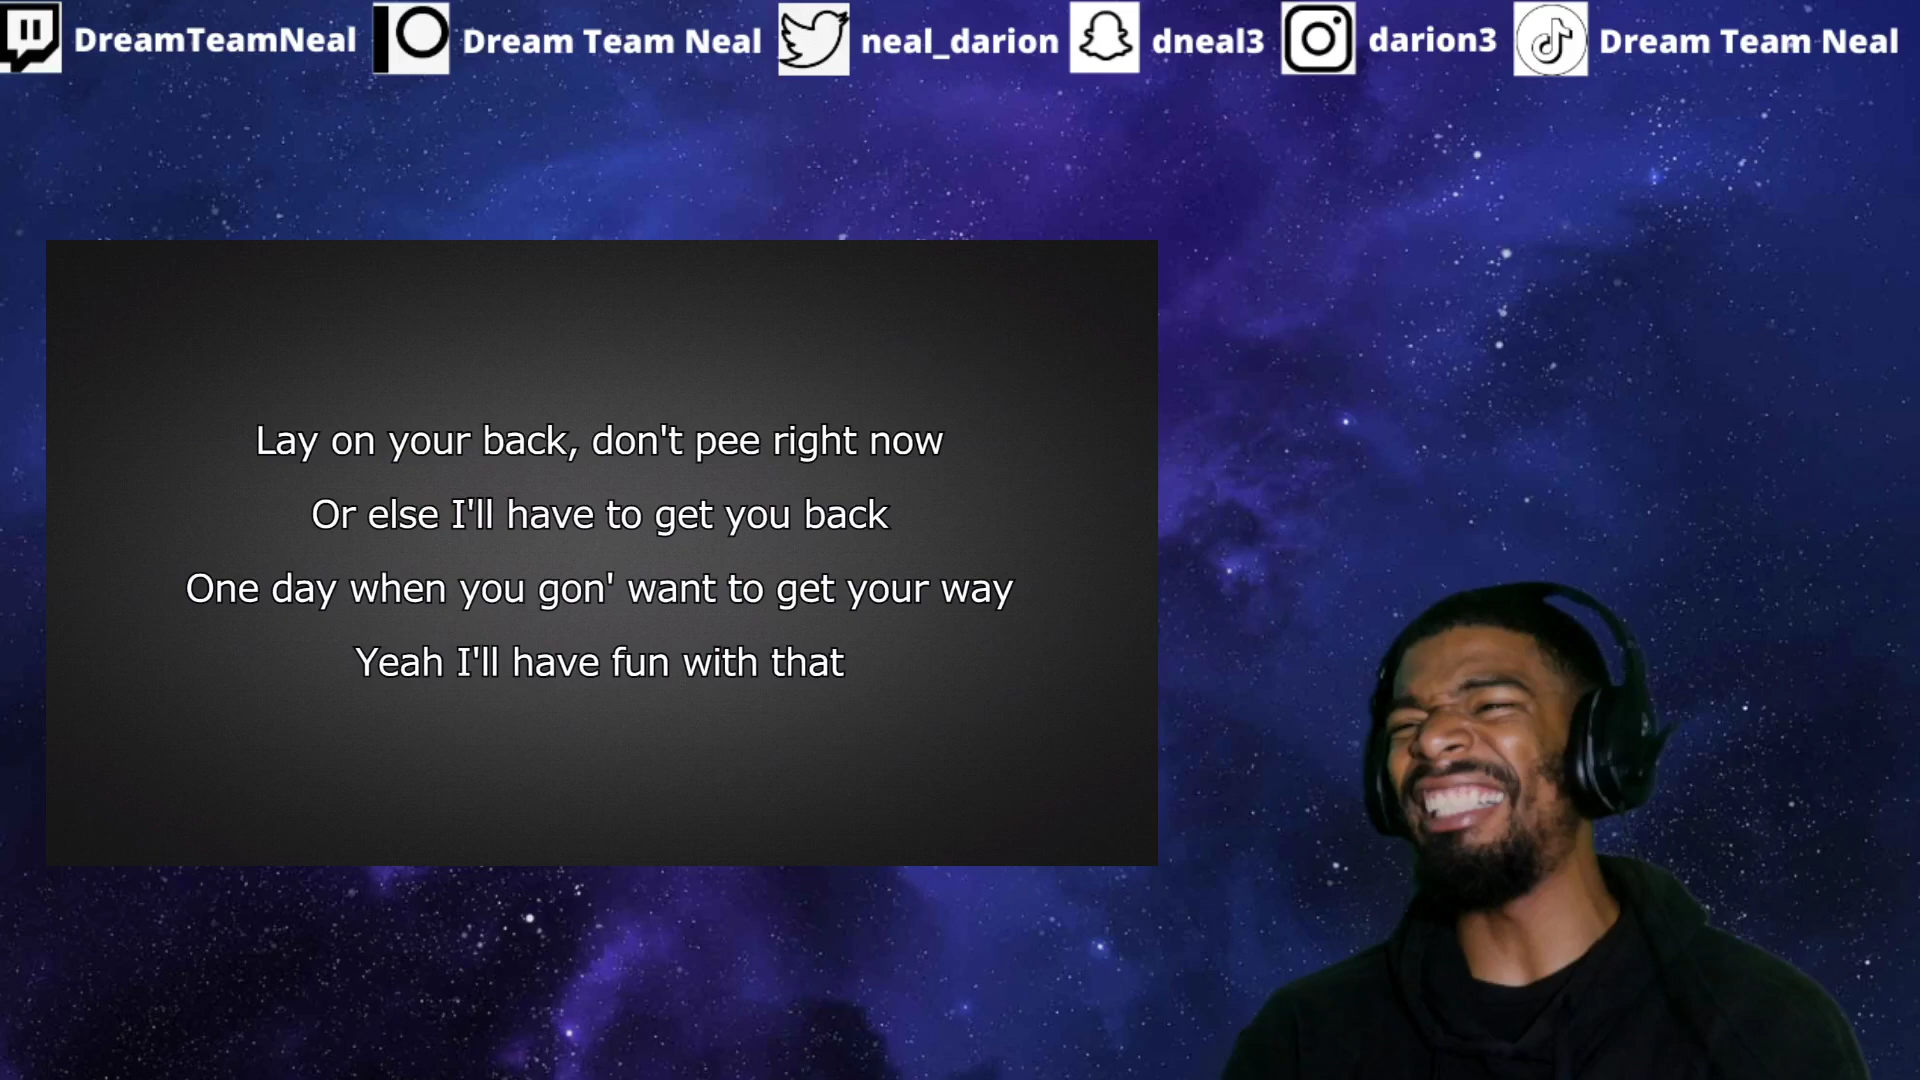 DreamTeamNeal
Dream Team Neal
neal_darion
dneal3
darion3
Dream Team Neal
Lay on your back, don't pee right now
Or else I'll have to get you back
One day when you gon' want to get your way
Yeah I'll have fun with that